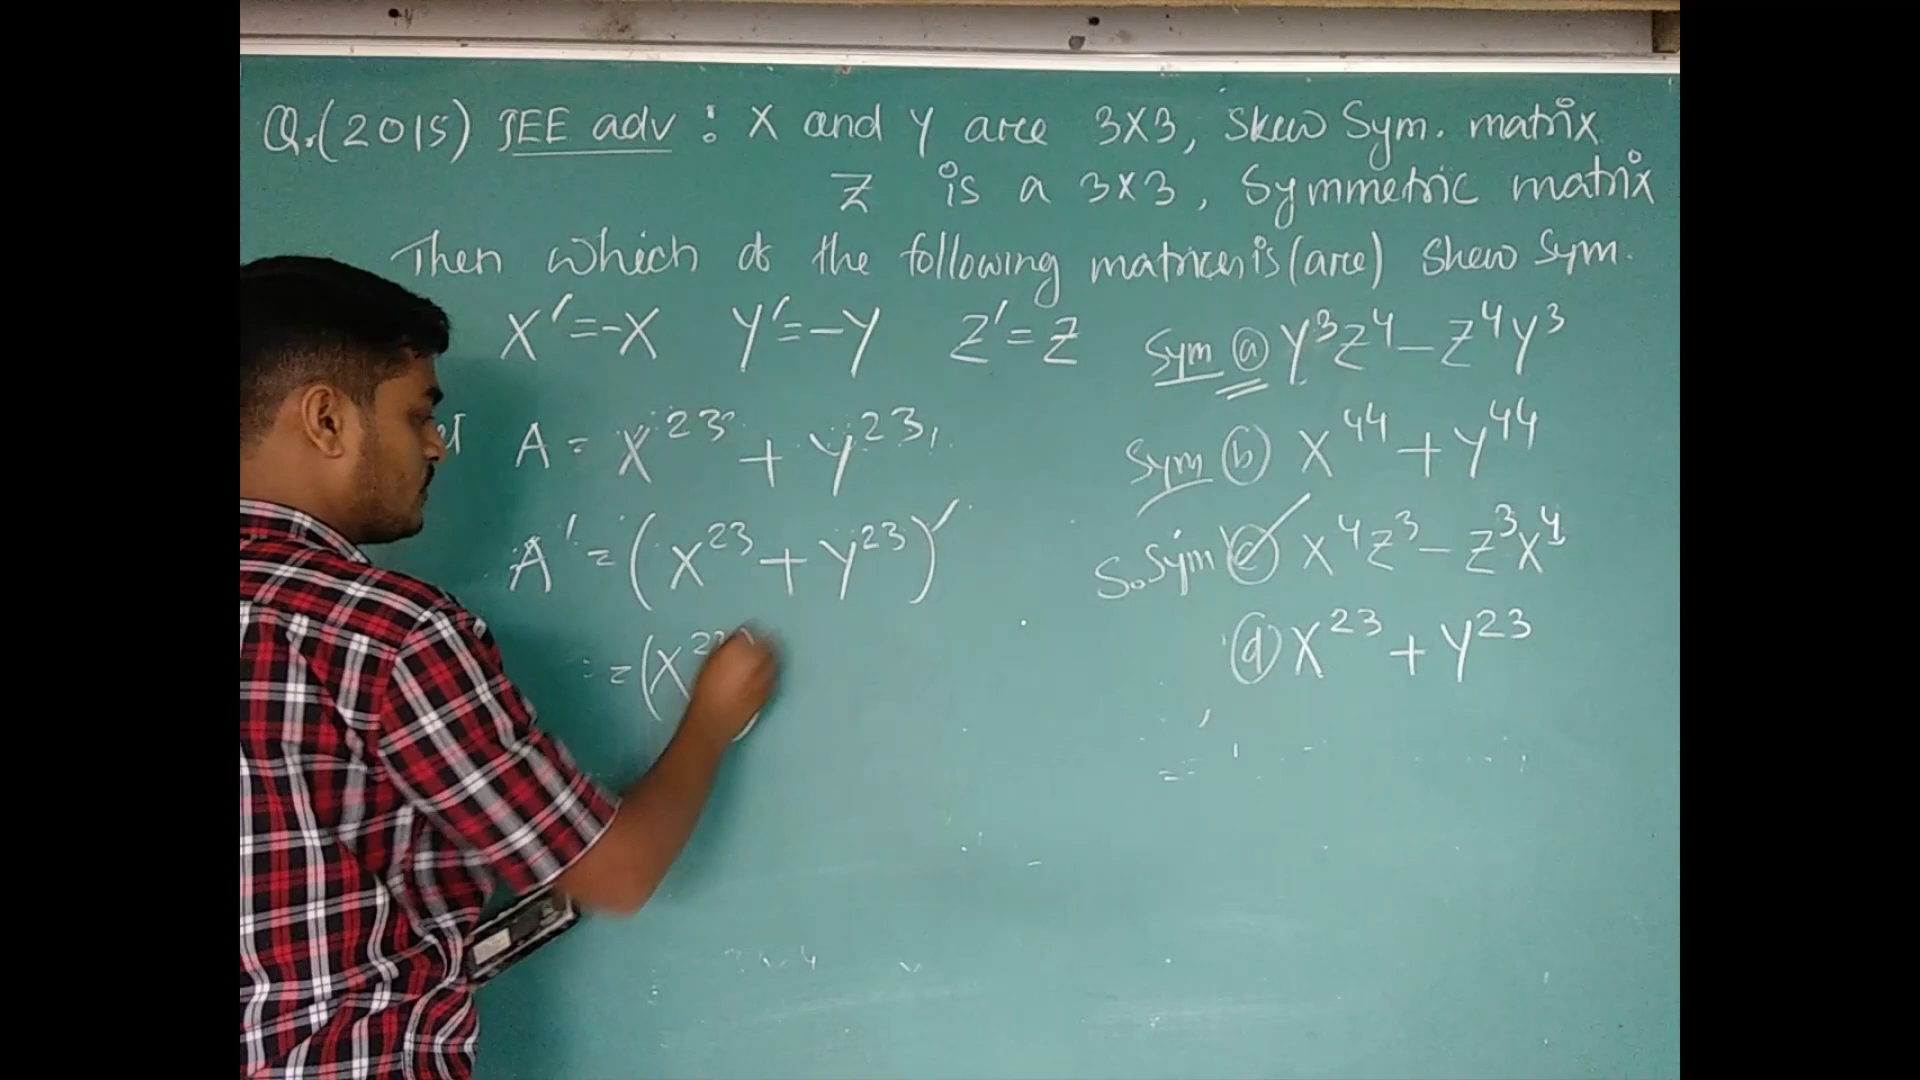 Q.(2015) JEE adv : X and Y are 3X3, Skew Sym. matrix
Z is a 3X3, Symmetric matrix
Then which of the following matrices is (are) Skew Sym.
X′=-X Y′=-Y Z′=Z
A = X²³ + Y²³
A′ = (X²³ + Y²³)′
= (X²
Sym (a) Y³Z⁴ - Z⁴Y³
Sym (b) X⁴⁴ + Y⁴⁴
S.Sym (c) X⁴Z³ - Z³X⁴
(d) X²³ + Y²³